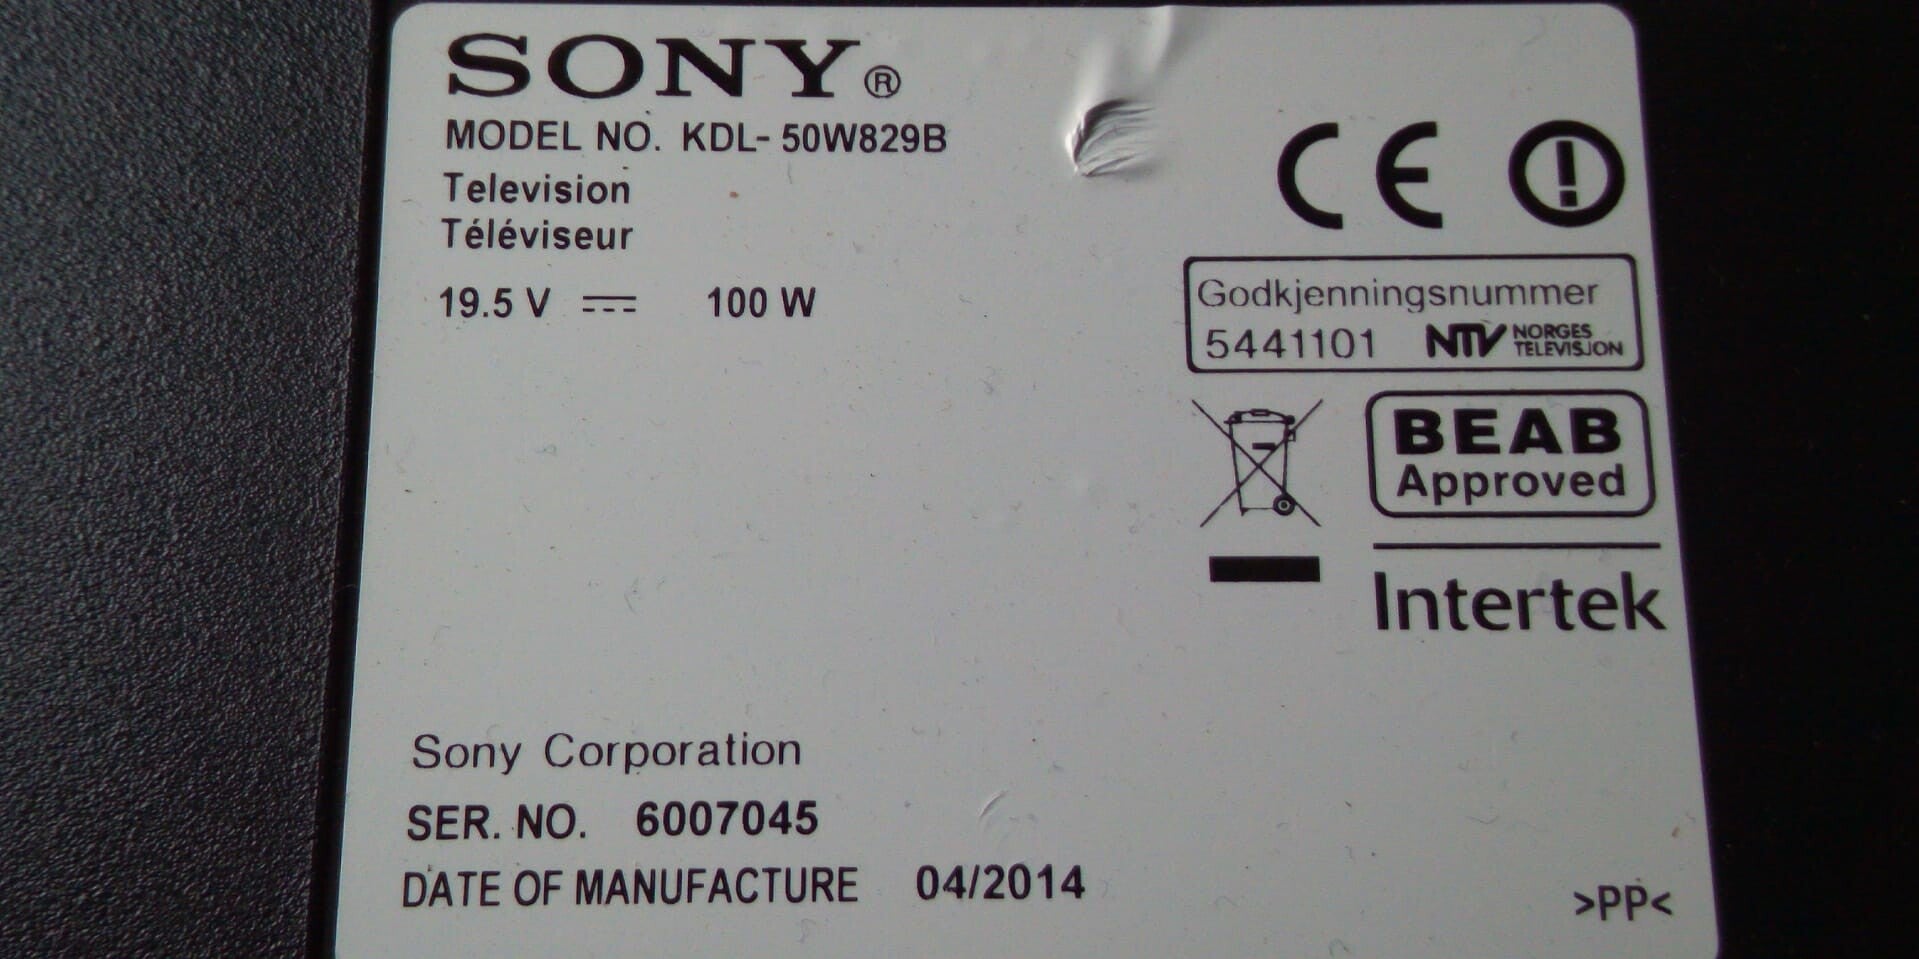 SONY®
MODEL NO. KDL- 50W829B
Television
Téléviseur
19.5 V 100 W
CE
Godkjenningsnummer
5441101 NTV NORGES TELEVISJON
BEAB
Approved
Intertek
Sony Corporation
SER. NO. 6007045
DATE OF MANUFACTURE 04/2014
>PP<